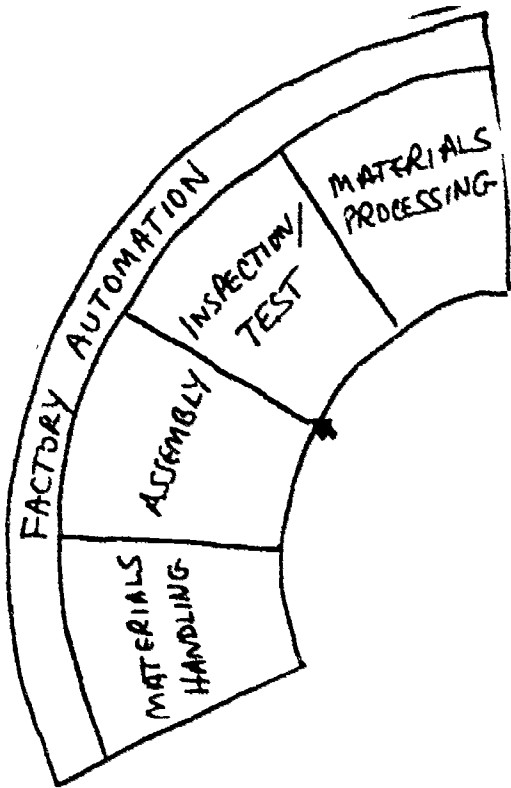 FACTORY AUTOMATION
MATERIALS
PROCESSING
INSPECTION/
TEST
ASSEMBLY
MATERIALS
HANDLING